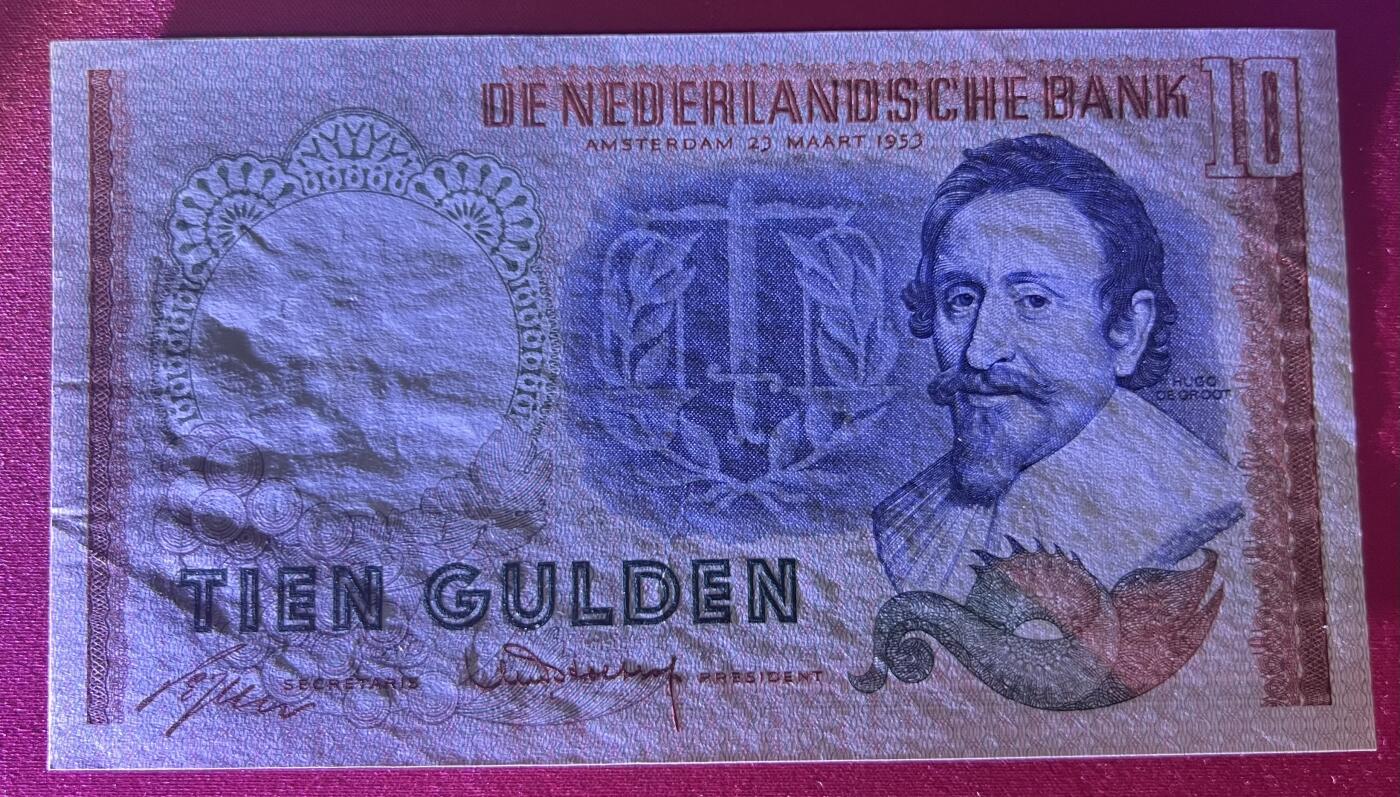 DE NEDERLANDSCHE BANK 10
AMSTERDAM 23 MAART 1953
HUGO
DE GROOT
TIEN GULDEN
SECRETARIS PRESIDENT